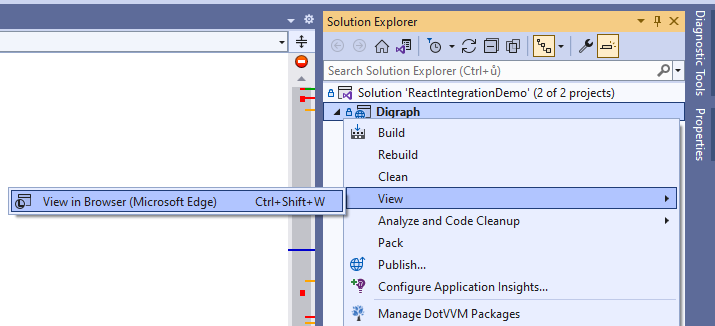 Solution Explorer
Search Solution Explorer (Ctrl+ů)
Solution 'ReactIntegrationDemo' (2 of 2 projects)
Digraph
Build
Rebuild
Clean
View
View in Browser (Microsoft Edge) Ctrl+Shift+W
Analyze and Code Cleanup
Pack
Publish...
Configure Application Insights...
Manage DotVVM Packages
Diagnostic Tools
Properties